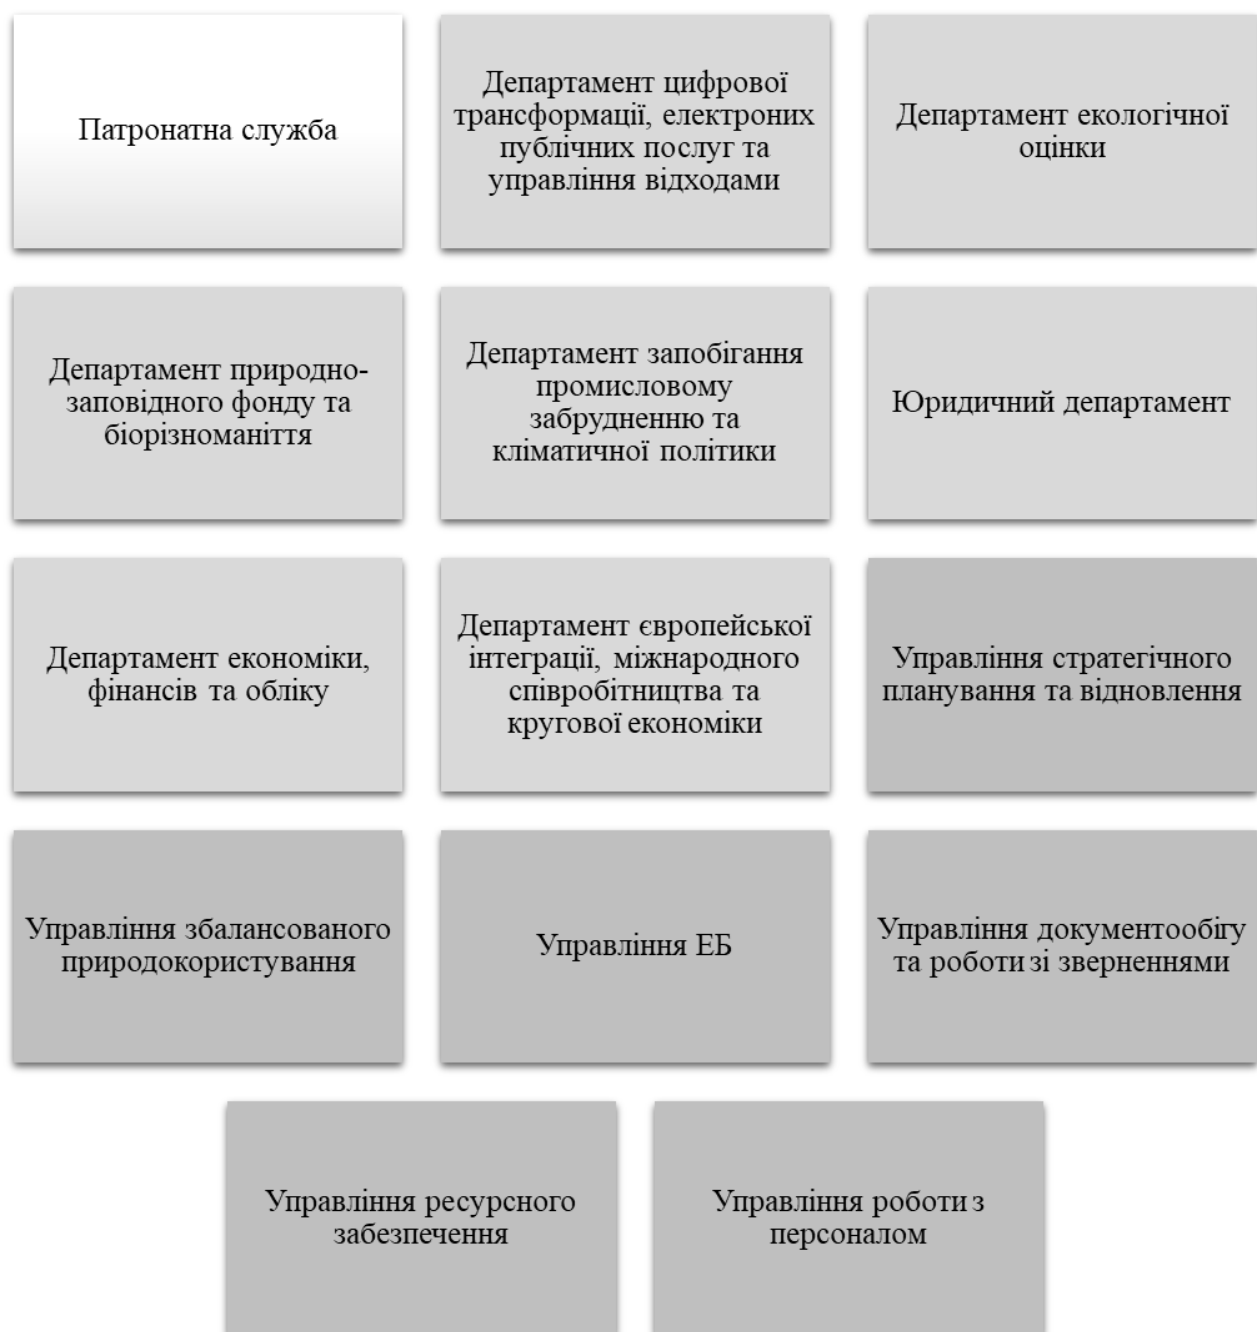 Патронатна служба
Департамент цифрової
трансформації, електроних
публічних послуг та
управління відходами
Департамент екологічної
оцінки
Департамент природно-
заповідного фонду та
біорізноманіття
Департамент запобігання
промисловому
забрудненню та
кліматичної політики
Юридичний департамент
Департамент економіки,
фінансів та обліку
Департамент європейської
інтеграції, міжнародного
співробітництва та
кругової економіки
Управління стратегічного
планування та відновлення
Управління збалансованого
природокористування
Управління ЕБ
Управління документообігу
та роботи зі зверненнями
Управління ресурсного
забезпечення
Управління роботи з
персоналом